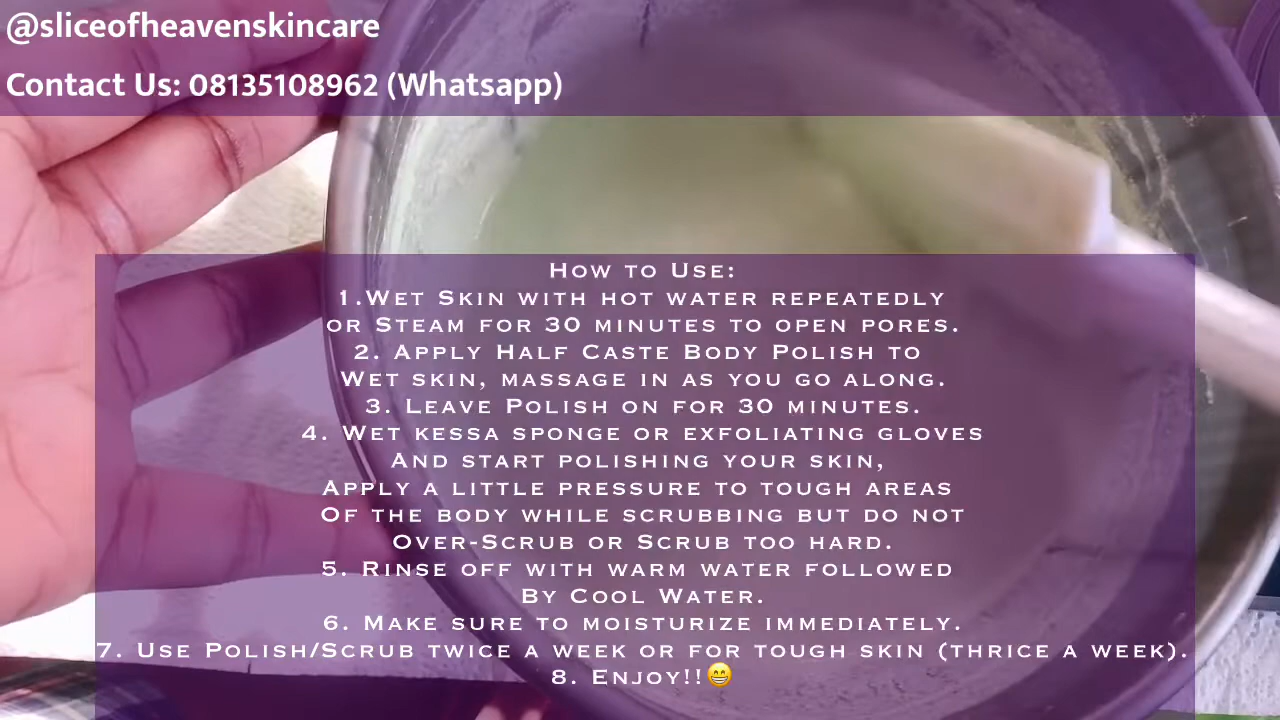 @sliceofheavenskincare
Contact Us: 08135108962 (Whatsapp)
How to Use:
1.Wet Skin with hot water repeatedly
or Steam for 30 minutes to open pores.
2. Apply Half Caste Body Polish to
Wet skin, massage in as you go along.
3. Leave Polish on for 30 minutes.
4. Wet kessa sponge or exfoliating gloves
And start polishing your skin,
Apply a little pressure to tough areas
Of the body while scrubbing but do not
Over-Scrub or Scrub too hard.
5. Rinse off with warm water followed
By Cool Water.
6. Make sure to moisturize immediately.
7. Use Polish/Scrub twice a week or for tough skin (thrice a week).
8. Enjoy!!😁